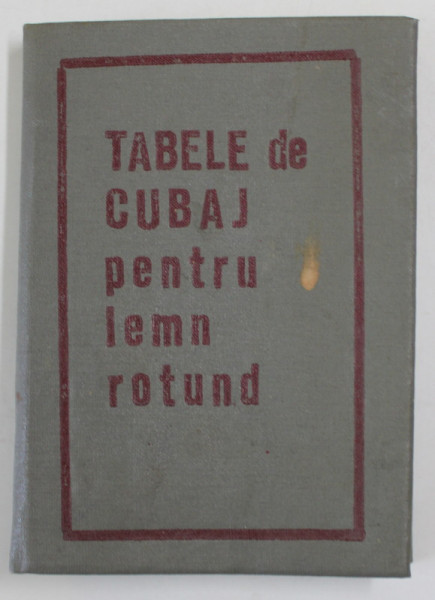 TABELE de
CUBAJ
pentru
lemn
rotund